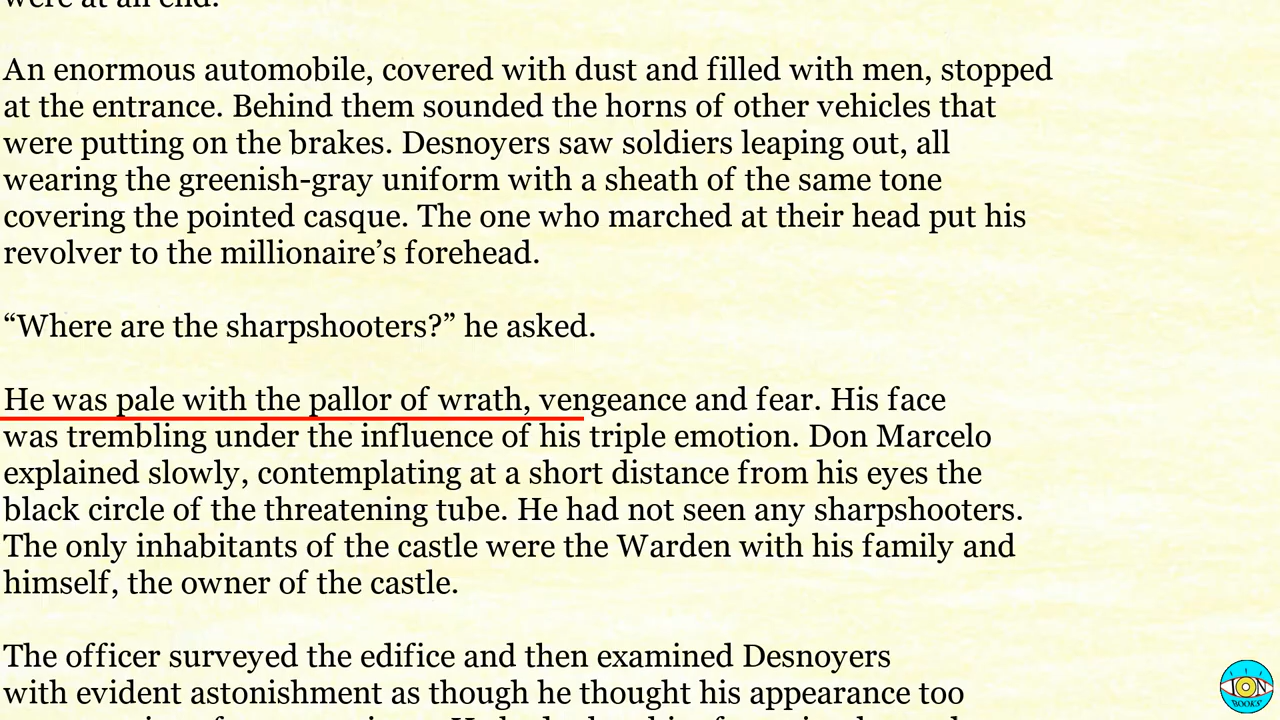 were at an end.
An enormous automobile, covered with dust and filled with men, stopped
at the entrance. Behind them sounded the horns of other vehicles that
were putting on the brakes. Desnoyers saw soldiers leaping out, all
wearing the greenish-gray uniform with a sheath of the same tone
covering the pointed casque. The one who marched at their head put his
revolver to the millionaire’s forehead.
“Where are the sharpshooters?” he asked.
He was pale with the pallor of wrath, vengeance and fear. His face
was trembling under the influence of his triple emotion. Don Marcelo
explained slowly, contemplating at a short distance from his eyes the
black circle of the threatening tube. He had not seen any sharpshooters.
The only inhabitants of the castle were the Warden with his family and
himself, the owner of the castle.
The officer surveyed the edifice and then examined Desnoyers
with evident astonishment as though he thought his appearance too
ION
BOOKS